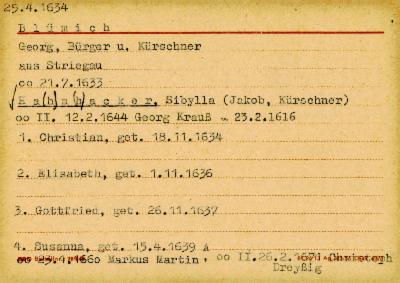 25.4.1634
Blümich
Georg, Bürger u. Kürschner
aus Striegau
oo 21.7.1633
Ha(h)n(h)acker, Sibylla (Jakob, Kürschner)
oo II. 12.2.1644 Georg Krauß 23.2.1616
1. Christian, get. 18.11.1634
2. Elisabeth, get. 1.11.1636
3. Gottfried, get. 26.11.1637
4. Susanna, get. 15.4.1639
oo 23.4.1660 Markus Martin, oo II.26.2.1671 Christoph
Dreyßig